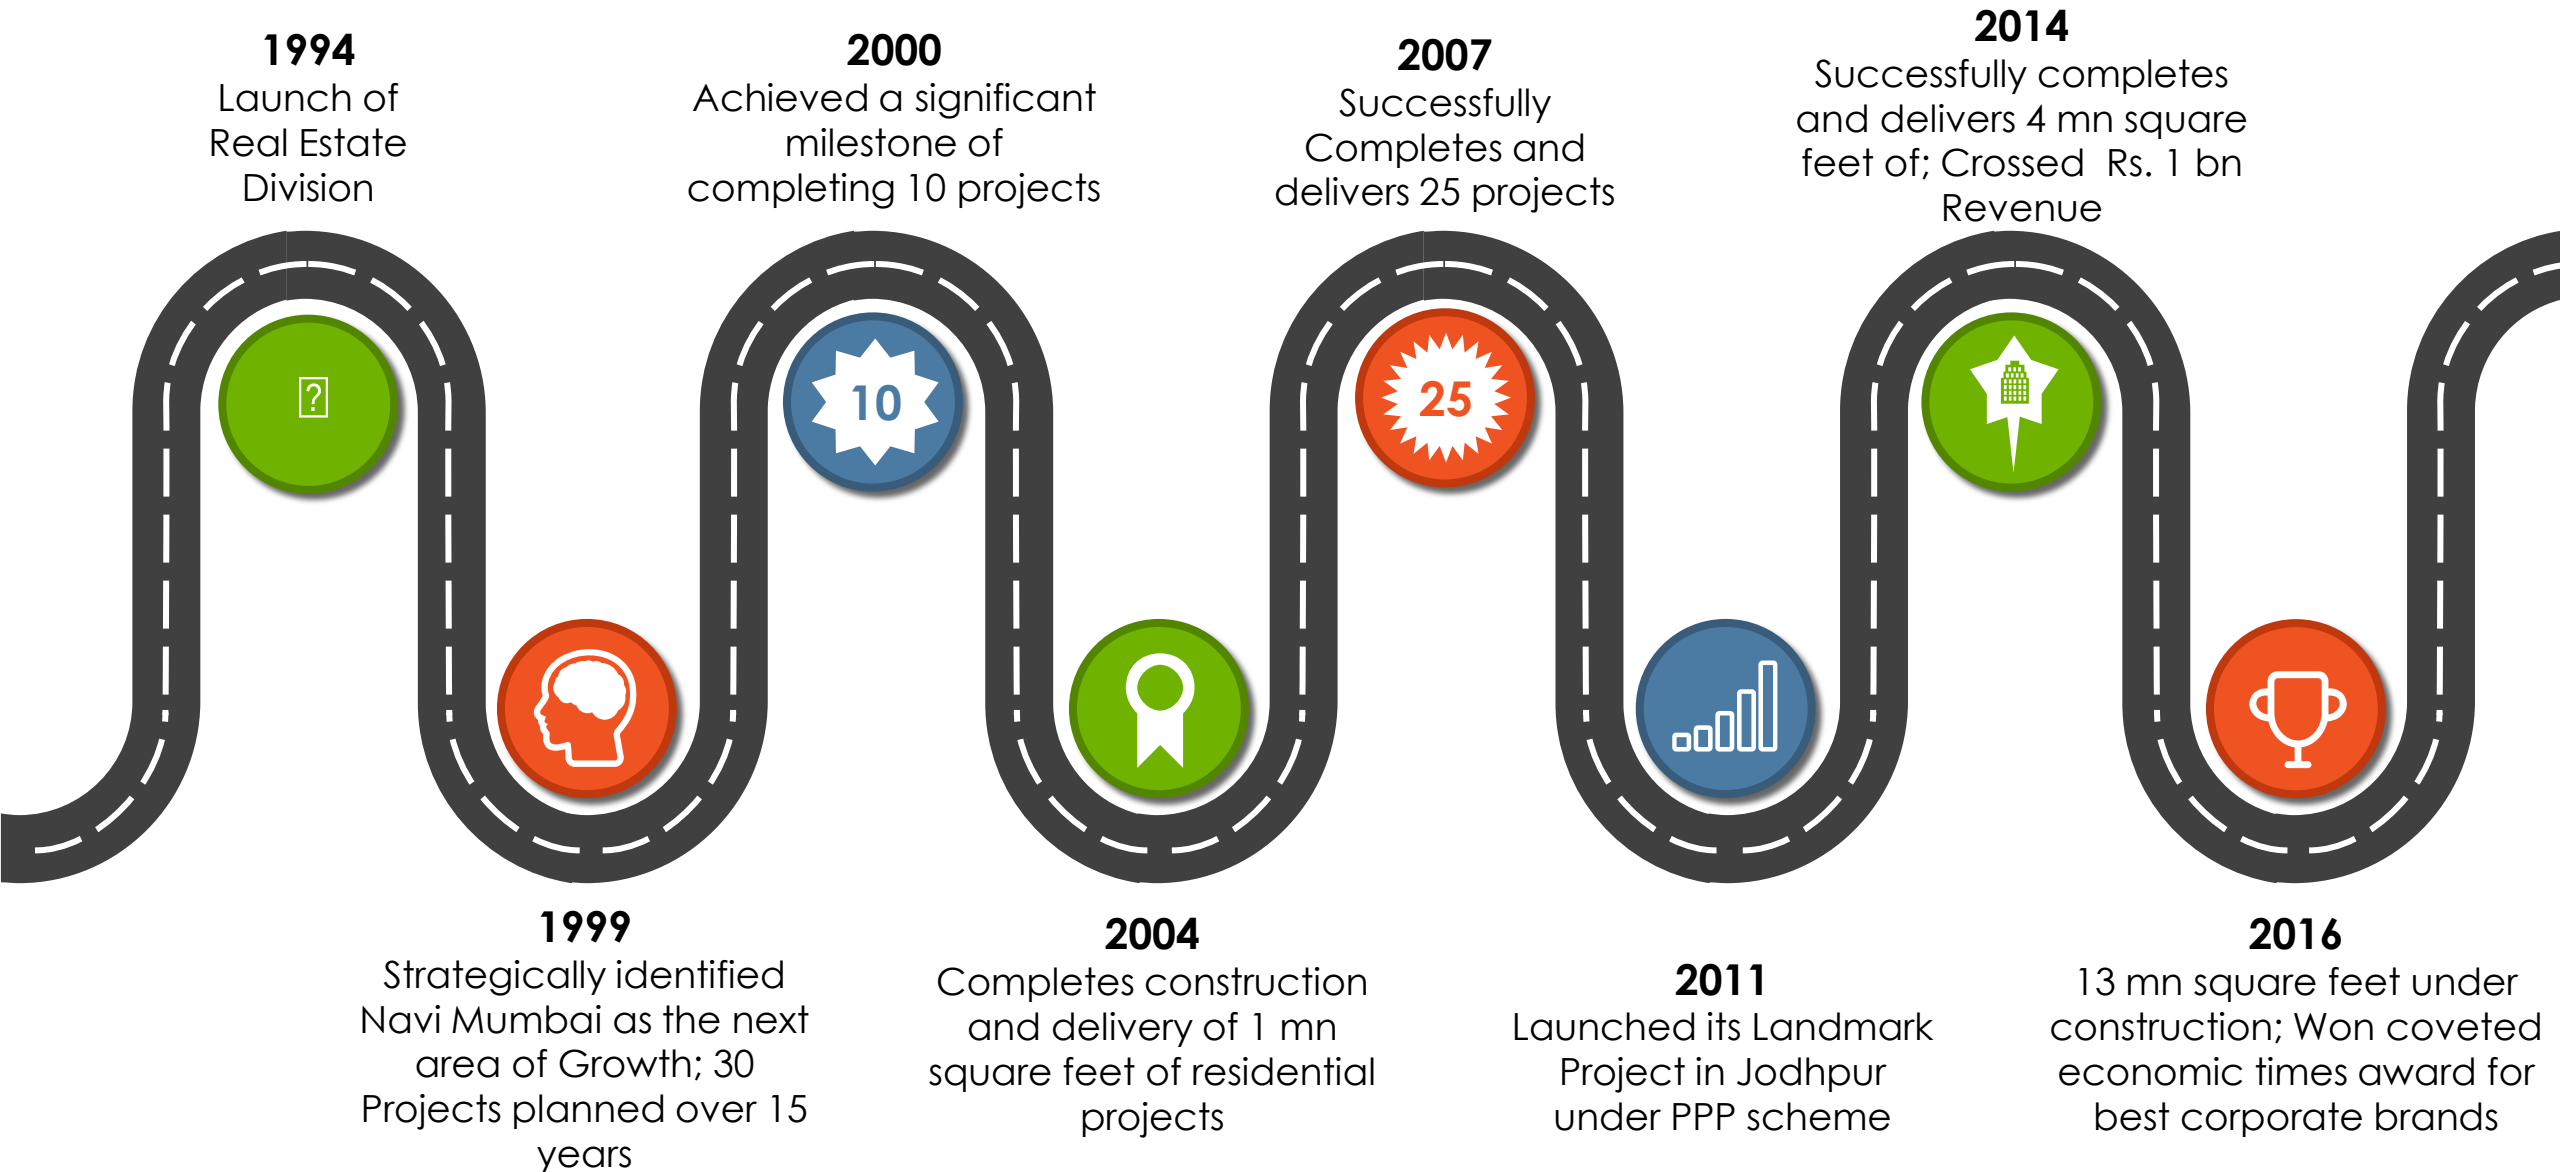 1994
Launch of
Real Estate
Division
1999
Strategically identified
Navi Mumbai as the next
area of Growth; 30
Projects planned over 15
years
2000
Achieved a significant
milestone of
completing 10 projects
10
2004
Completes construction
and delivery of 1 mn
square feet of residential
projects
2007
Successfully
Completes and
delivers 25 projects
25
2011
Launched its Landmark
Project in Jodhpur
under PPP scheme
2014
Successfully completes
and delivers 4 mn square
feet of; Crossed  Rs. 1 bn
Revenue
2016
13 mn square feet under
construction; Won coveted
economic times award for
best corporate brands
?